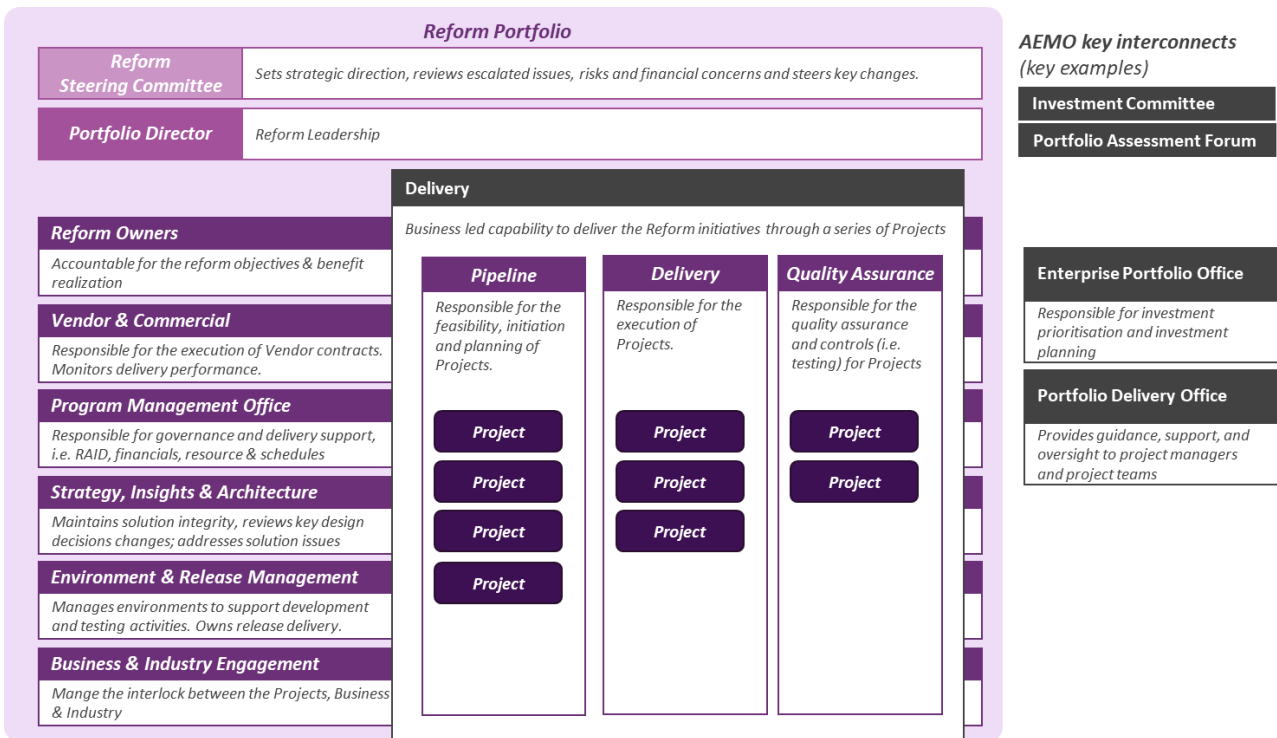 Reform Portfolio
Reform
Steering Committee
Sets strategic direction, reviews escalated issues, risks and financial concerns and steers key changes.
Portfolio Director
Reform Leadership
Reform Owners
Accountable for the reform objectives & benefit
realization
Vendor & Commercial
Responsible for the execution of Vendor contracts.
Monitors delivery performance.
Program Management Office
Responsible for governance and delivery support,
i.e. RAID, financials, resource & schedules
Strategy, Insights & Architecture
Maintains solution integrity, reviews key design
decisions changes; addresses solution issues
Environment & Release Management
Manages environments to support development
and testing activities. Owns release delivery.
Business & Industry Engagement
Mange the interlock between the Projects, Business
& Industry
Delivery
Business led capability to deliver the Reform initiatives through a series of Projects
Pipeline
Responsible for the
feasibility, initiation
and planning of
Projects.
Project
Project
Project
Project
Delivery
Responsible for the
execution of
Projects.
Project
Project
Project
Quality Assurance
Responsible for the
quality assurance
and controls (i.e.
testing) for Projects
Project
Project
AEMO key interconnects
(key examples)
Investment Committee
Portfolio Assessment Forum
Enterprise Portfolio Office
Responsible for investment
prioritisation and investment
planning
Portfolio Delivery Office
Provides guidance, support, and
oversight to project managers
and project teams